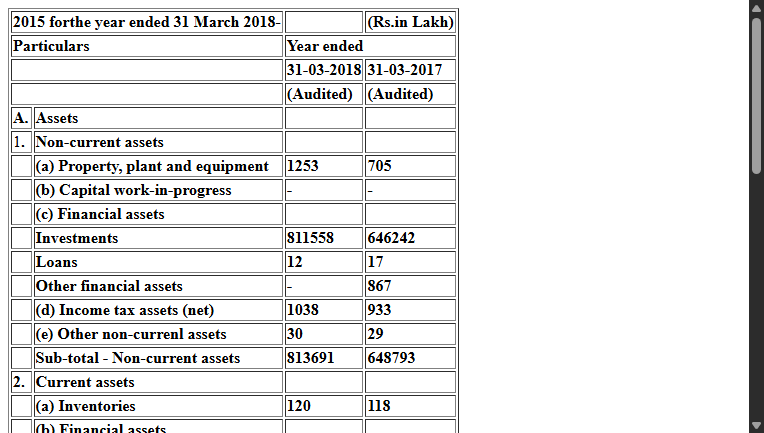 2015 forthe year ended 31 March 2018- (Rs.in Lakh)
Particulars Year ended
31-03-2018 31-03-2017
(Audited) (Audited)
A. Assets
1. Non-current assets
(a) Property, plant and equipment 1253 705
(b) Capital work-in-progress - -
(c) Financial assets
Investments 811558 646242
Loans 12 17
Other financial assets - 867
(d) Income tax assets (net) 1038 933
(e) Other non-currenl assets 30 29
Sub-total - Non-current assets 813691 648793
2. Current assets
(a) Inventories 120 118
(b) Financial assets